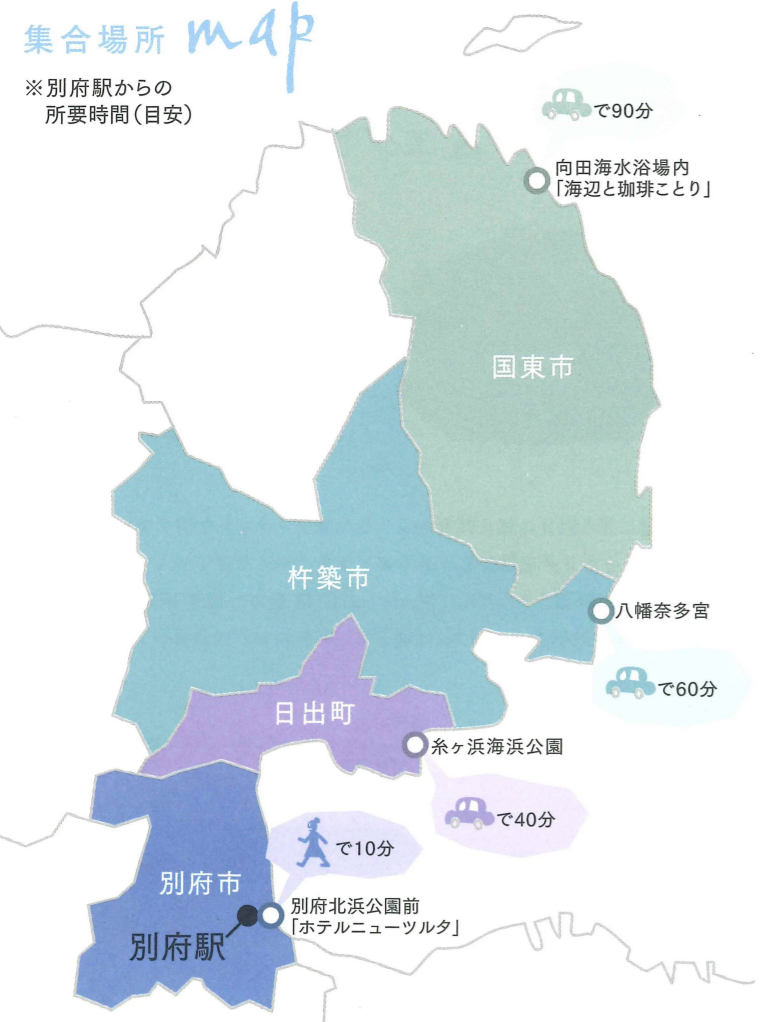 集合場所 map
※別府駅からの
所要時間(目安)
で90分
向田海水浴場内
「海辺と珈琲ことり」
国東市
杵築市
八幡奈多宮
で60分
日出町
糸ヶ浜海浜公園
で40分
で10分
別府市
別府北浜公園前
「ホテルニューツルタ」
別府駅